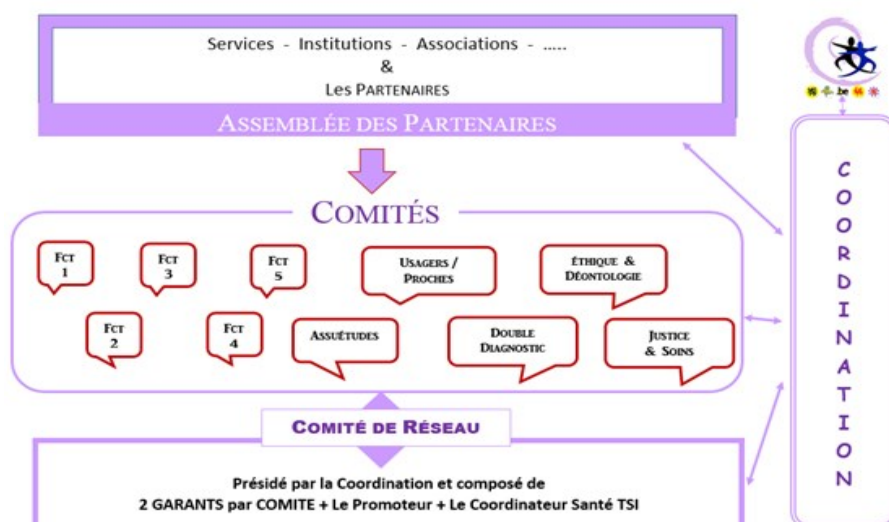 Services - Institutions - Associations - .....
&
Les PARTENAIRES
ASSEMBLÉE DES PARTENAIRES
.be
COMITÉS
FCT
1
FCT
3
FCT
5
USAGERS /
PROCHES
ÉTHIQUE &
DÉONTOLOGIE
FCT
2
FCT
4
ASSUÉTUDES
DOUBLE
DIAGNOSTIC
JUSTICE
& SOINS
COMITÉ DE RÉSEAU
Présidé par la Coordination et composé de
2 GARANTS par COMITE + Le Promoteur + Le Coordinateur Santé TSI
COORDINATION